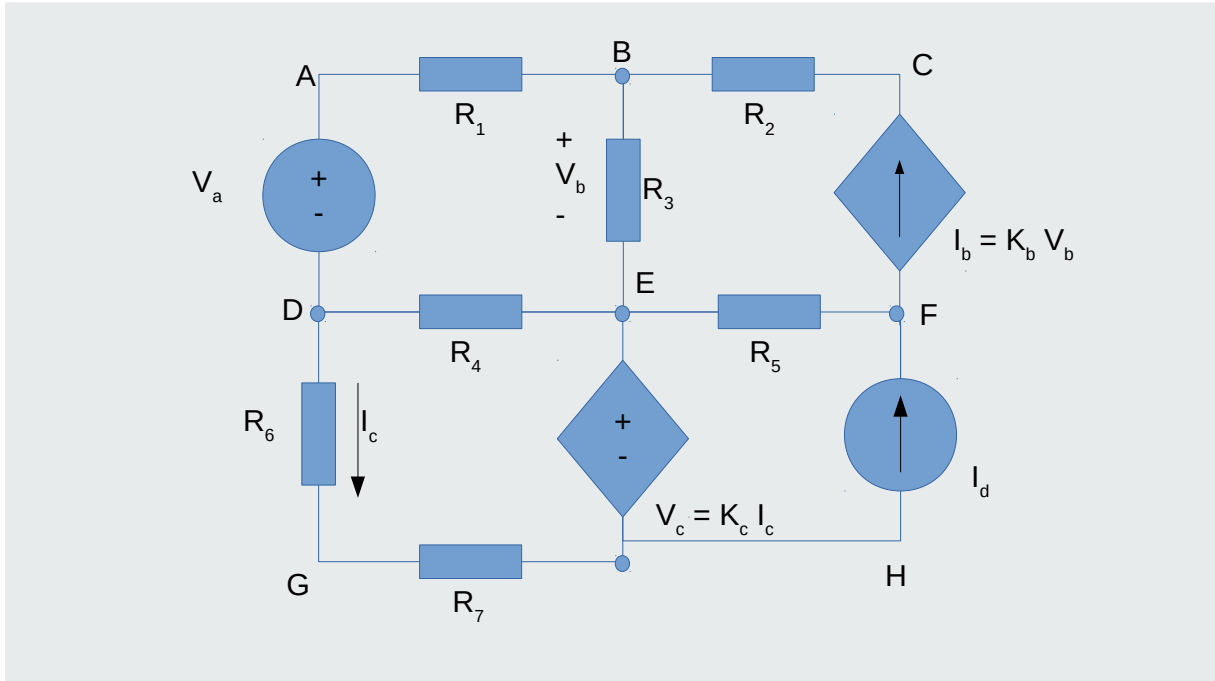 A
B
C
R1
R2
+
Vb
-
R3
Va
+
-
Ib = Kb Vb
D
E
F
R4
R5
R6
Ic
+
-
Id
Vc = Kc Ic
G
R7
H